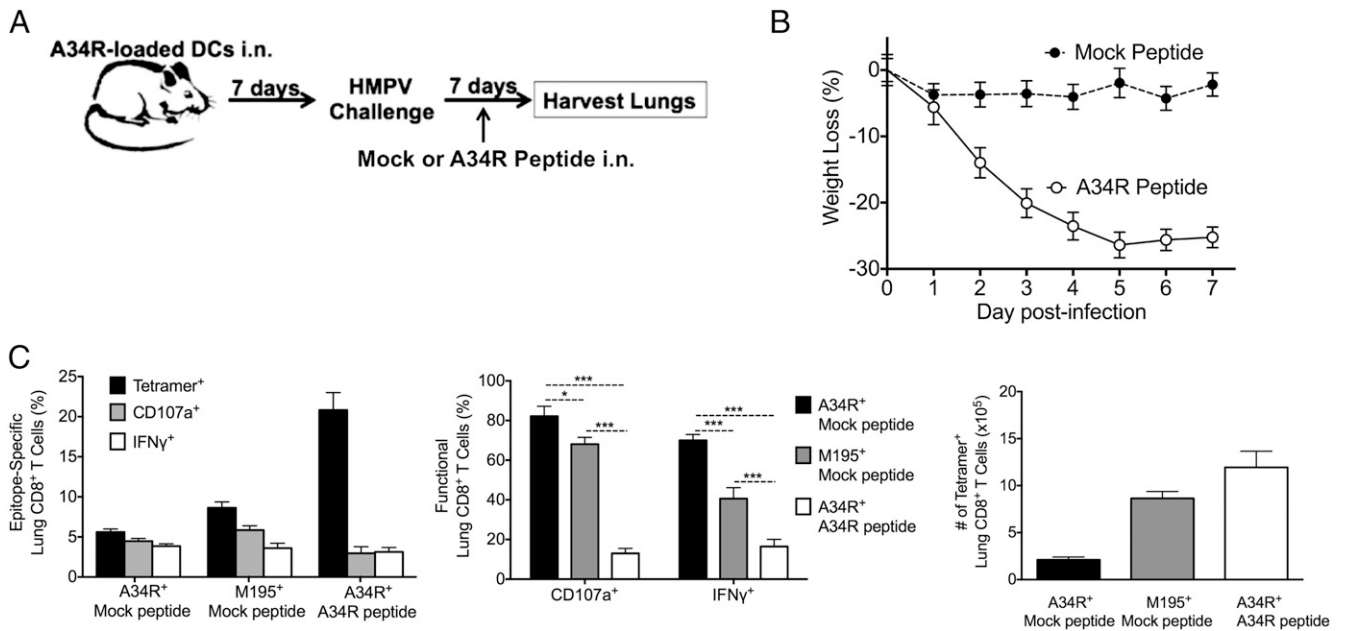 A
A34R-loaded DCs i.n.
7 days
HMPV
Challenge
7 days
Harvest Lungs
Mock or A34R Peptide i.n.
B
Weight Loss (%)
0
-10
-20
-30
Mock Peptide
A34R Peptide
0 1 2 3 4 5 6 7
Day post-infection
C
Epitope-Specific
Lung CD8⁺ T Cells (%)
25
20
15
10
5
0
Tetramer⁺
CD107a⁺
IFNγ⁺
A34R⁺
Mock peptide
M195⁺
Mock peptide
A34R⁺
A34R peptide
Functional
Lung CD8⁺ T Cells (%)
100
80
60
40
20
0
***
*
***
***
***
***
CD107a⁺
IFNγ⁺
A34R⁺
Mock peptide
M195⁺
Mock peptide
A34R⁺
A34R peptide
# of Tetramer⁺
Lung CD8⁺ T Cells (x10⁵)
20
15
10
5
0
A34R⁺
Mock peptide
M195⁺
Mock peptide
A34R⁺
A34R peptide